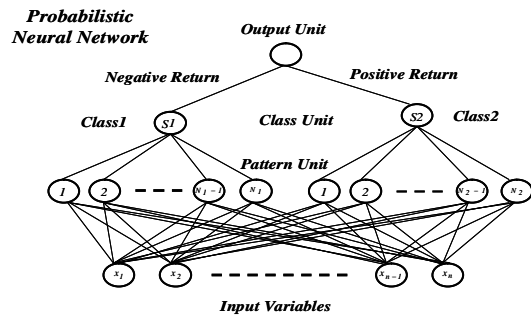 Probabilistic
Neural Network
Output Unit
Negative Return
Positive Return
Class1
S1
Class Unit
S2
Class2
Pattern Unit
1 2 N1 - 1 N1 1 2 N2 - 1 N2
x1 x2 xn-1 xn
Input Variables